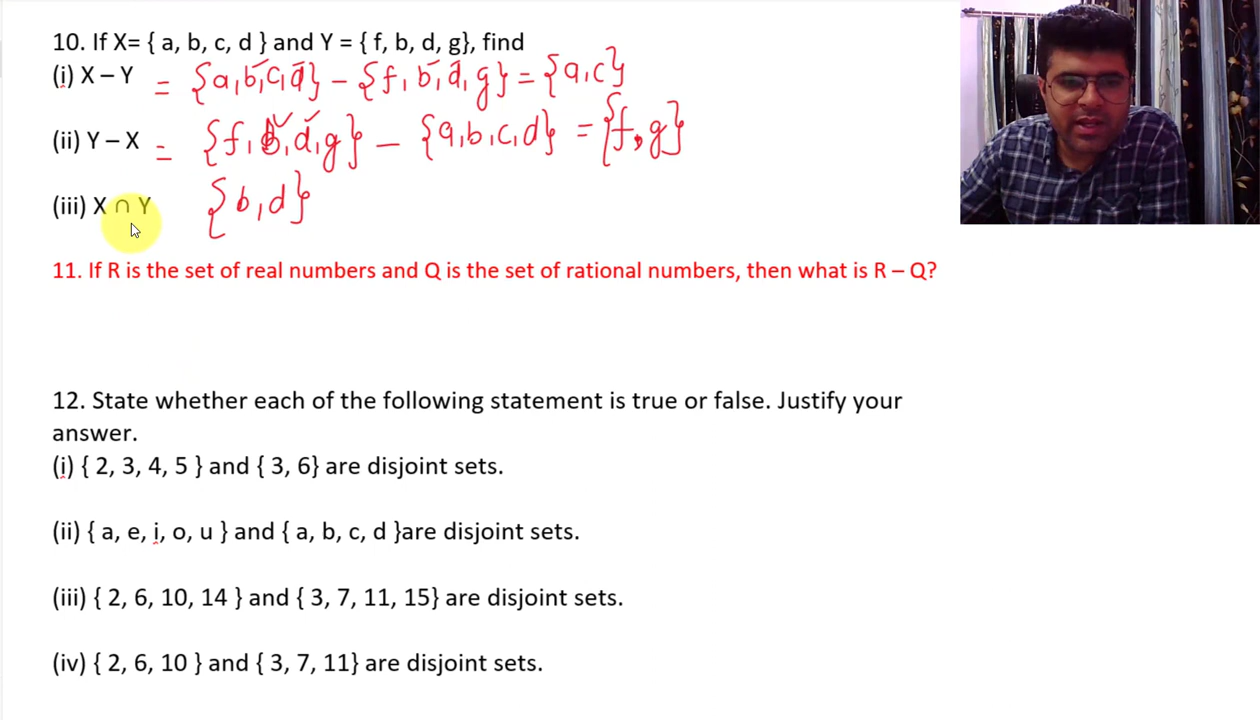 10. If X= { a, b, c, d } and Y = { f, b, d, g}, find
(i) X – Y = {a, b, c, d} – {f, b, d, g} = {a, c}
(ii) Y – X = {f, b, d, g} – {a, b, c, d} = {f, g}
(iii) X ∩ Y {b, d}
11. If R is the set of real numbers and Q is the set of rational numbers, then what is R – Q?
12. State whether each of the following statement is true or false. Justify your
answer.
(i) { 2, 3, 4, 5 } and { 3, 6} are disjoint sets.
(ii) { a, e, i, o, u } and { a, b, c, d }are disjoint sets.
(iii) { 2, 6, 10, 14 } and { 3, 7, 11, 15} are disjoint sets.
(iv) { 2, 6, 10 } and { 3, 7, 11} are disjoint sets.